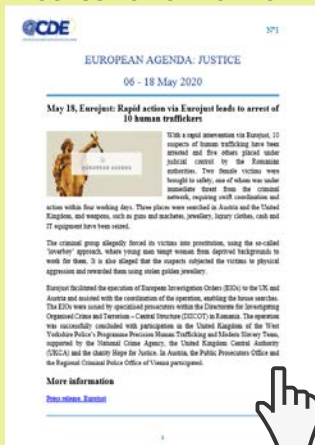 CDE
Nº1
EUROPEAN AGENDA: JUSTICE
06 - 18 May 2020
May 18, Eurojust: Rapid action via Eurojust leads to arrest of
10 human traffickers
With a rapid intervention via Eurojust, 10
suspects of human trafficking have been
arrested and five others placed under
judicial control by the Romanian
authorities. Two female victims were
brought to safety, one of whom was under
immediate threat from the criminal
network, requiring swift coordination and
EUROPEAN AGENDA
action within four working days. Three places were searched in Austria and the United
Kingdom, and weapons, such as guns and machetes, jewellery, luxury clothes, cash and
IT equipment have been seized.
The criminal group allegedly forced its victims into prostitution, using the so-called
'loverboy' approach, where young men tempt women from deprived backgrounds to
work for them. It is also alleged that the suspects subjected the victims to physical
aggression and rewarded them using stolen golden jewellery.
Eurojust facilitated the execution of European Investigation Orders (EIOs) to the UK and
Austria and assisted with the coordination of the operation, enabling the house searches.
The EIOs were issued by specialised prosecutors within the Directorate for Investigating
Organised Crime and Terrorism – Central Structure (DIICOT) in Romania. The operation
was successfully concluded with participation in the United Kingdom of the West
Yorkshire Police's Programme Precision Human Trafficking and Modern Slavery Team,
supported by the National Crime Agency, the United Kingdom Central Authority
(UKCA) and the charity Hope for Justice. In Austria, the Public Prosecutors Office and
the Regional Criminal Police Office of Vienna participated.
More information
Press release, Eurojust